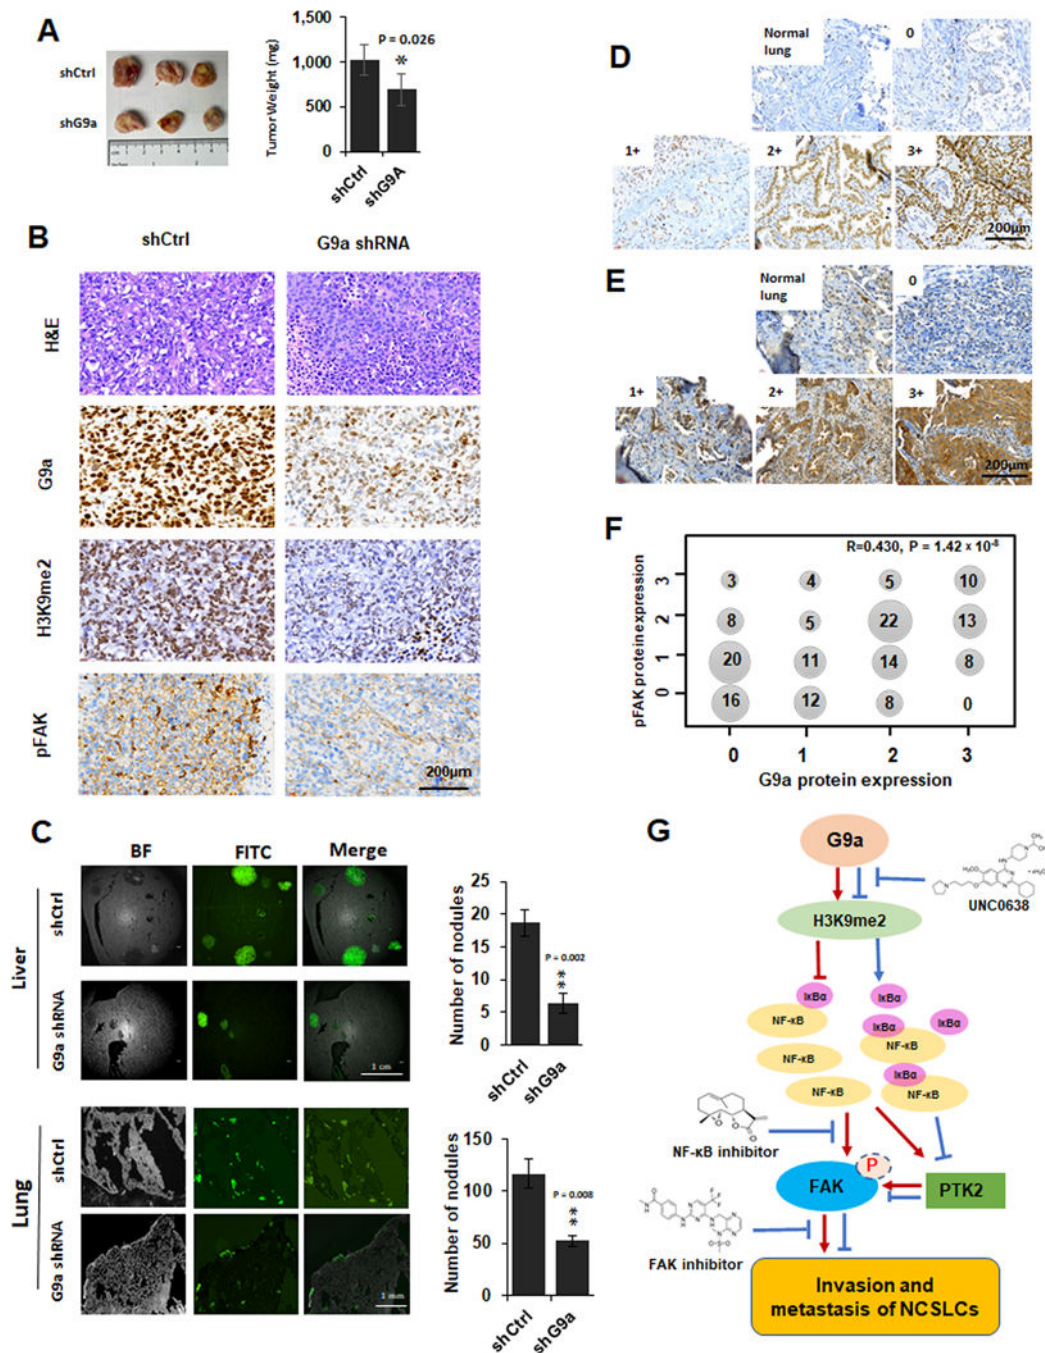 A
shCtrl
shG9a
1,500
1,000
500
0
Tumor Weight (mg)
P = 0.026
*
shCtrl
shG9A
B
shCtrl
G9a shRNA
H&E
G9a
H3K9me2
pFAK
200μm
C
BF
FITC
Merge
Liver
shCtrl
G9a shRNA
1 cm
Lung
shCtrl
G9a shRNA
1 mm
25
20
15
10
5
0
Number of nodules
P = 0.002
**
shCtrl
shG9a
150
100
50
0
Number of nodules
P = 0.008
***
shCtrl
shG9a
D
Normal lung
0
1+
2+
3+
200μm
E
Normal lung
0
1+
2+
3+
200μm
F
R=0.430, P = 1.42 x 10-8
pFAK protein expression
3
3
4
5
10
2
8
5
22
13
1
20
11
14
8
0
16
12
8
0
0
1
2
3
G9a protein expression
G
G9a
UNC0638
H3K9me2
IκBα
IκBα
IκBα
IκBα
IκBα
NF-κB
NF-κB
NF-κB
NF-κB
NF-κB
NF-κB inhibitor
P
FAK
PTK2
FAK inhibitor
Invasion and
metastasis of NCSLCs